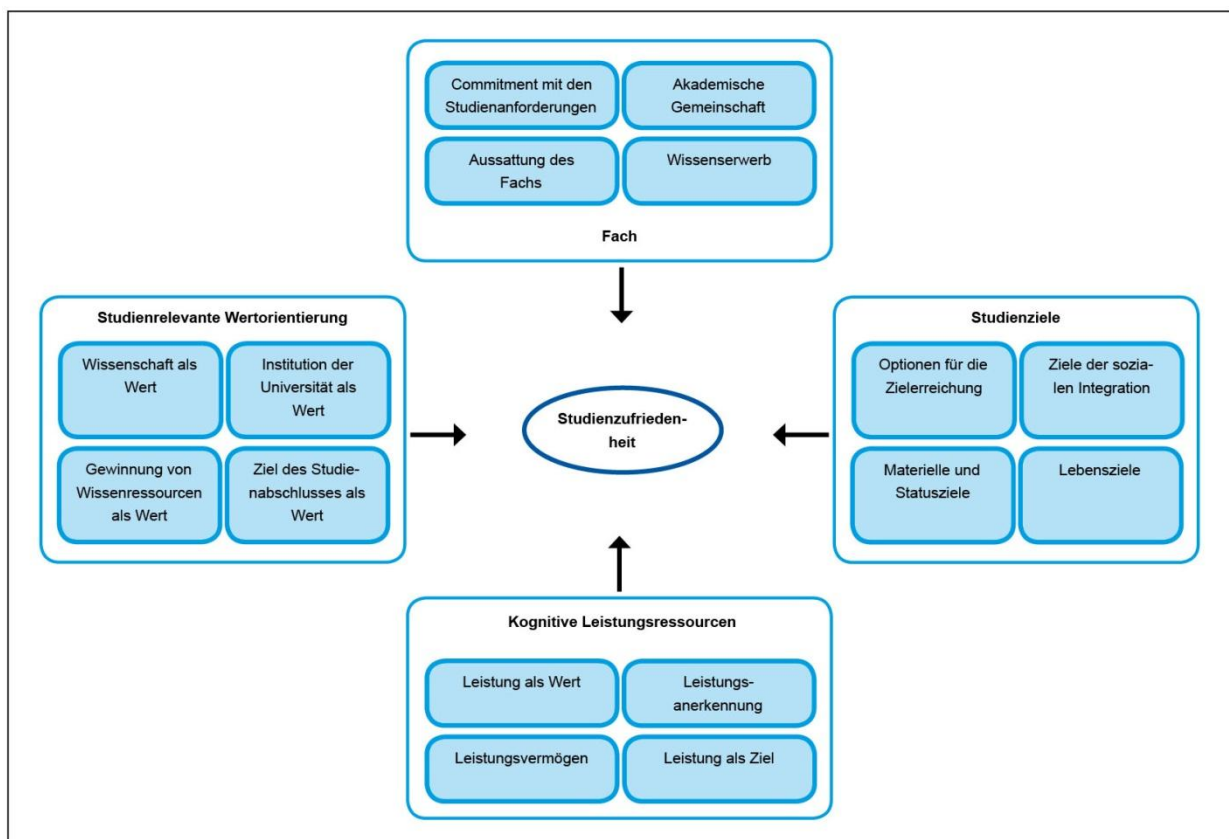 Commitment mit den
Studienanforderungen
Akademische
Gemeinschaft
Aussattung des
Fachs
Wissenserwerb
Fach
Studienrelevante Wertorientierung
Wissenschaft als
Wert
Institution der
Universität als
Wert
Gewinnung von
Wissenressourcen
als Wert
Ziel des Studie-
nabschlusses als
Wert
Studienzufrieden-
heit
Studienziele
Optionen für die
Zielerreichung
Ziele der sozia-
len Integration
Materielle und
Statusziele
Lebensziele
Kognitive Leistungsressourcen
Leistung als Wert
Leistungs-
anerkennung
Leistungsvermögen
Leistung als Ziel